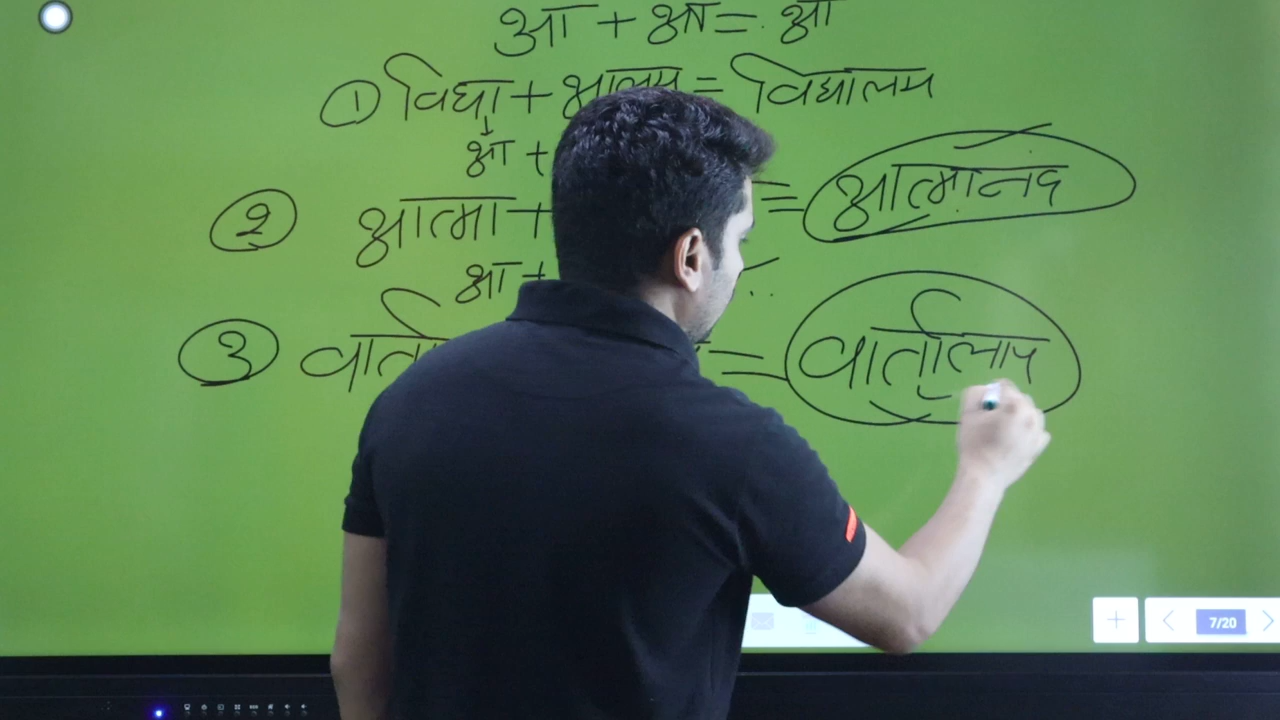 आ + आ = आ
① विद्या + आलय = विद्यालय
आ +
② आत्मा + = आत्मानंद
आ +
③ वार्ता = वार्तालाप
7/20